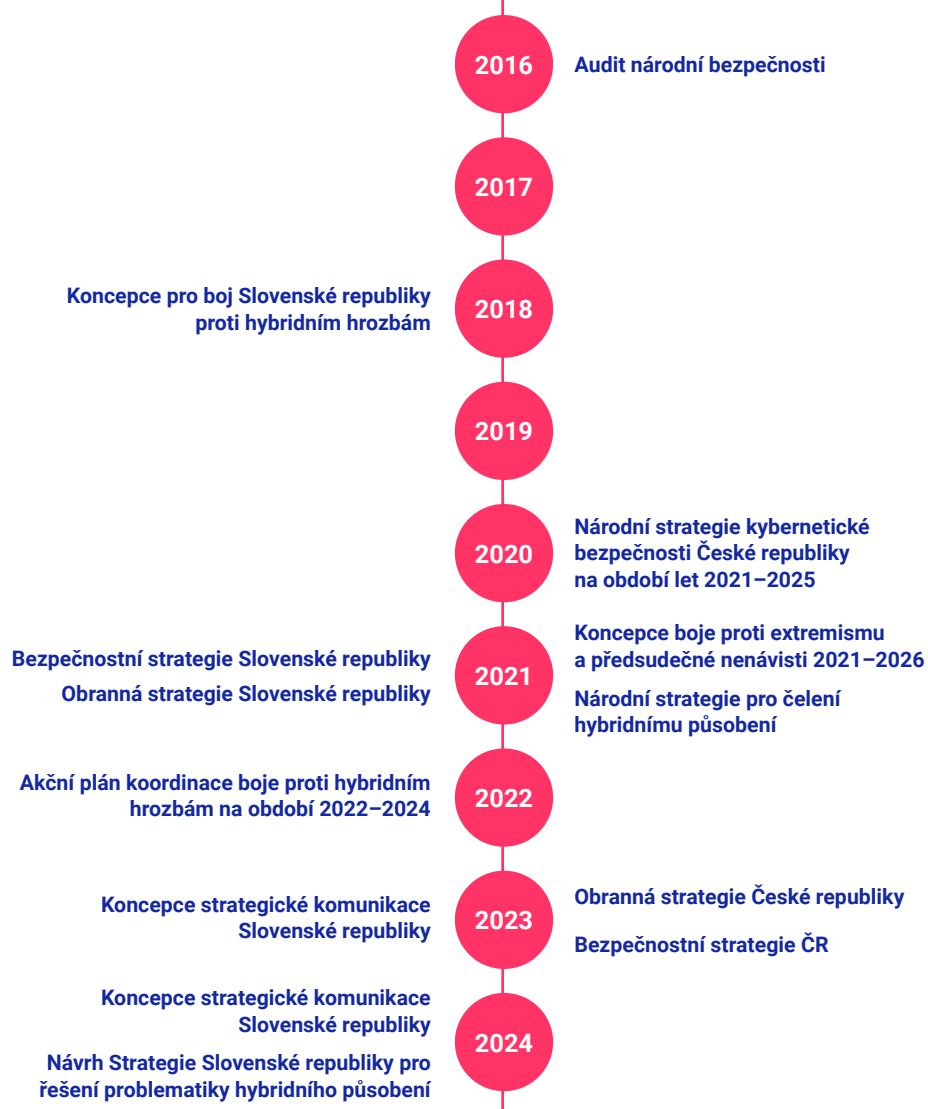 2016
Audit národní bezpečnosti
2017
Koncepce pro boj Slovenské republiky
proti hybridním hrozbám
2018
2019
2020
Národní strategie kybernetické
bezpečnosti České republiky
na období let 2021–2025
Bezpečnostní strategie Slovenské republiky
Obranná strategie Slovenské republiky
2021
Koncepce boje proti extremismu
a předsudečné nenávisti 2021–2026
Národní strategie pro čelení
hybridnímu působení
Akční plán koordinace boje proti hybridním
hrozbám na období 2022–2024
2022
Koncepce strategické komunikace
Slovenské republiky
2023
Obranná strategie České republiky
Bezpečnostní strategie ČR
Koncepce strategické komunikace
Slovenské republiky
Návrh Strategie Slovenské republiky pro
řešení problematiky hybridního působení
2024